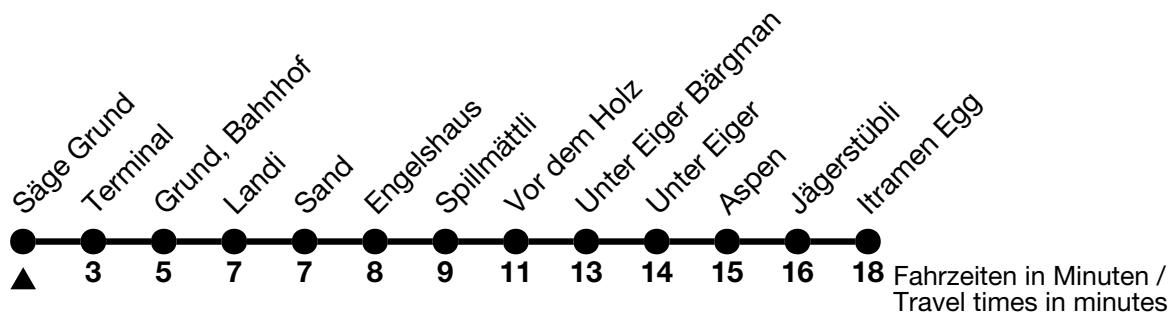 Säge Grund
Terminal
Grund, Bahnhof
Landi
Sand
Engelshaus
Spillmättli
Vor dem Holz
Unter Eiger Bärgman
Unter Eiger
Aspen
Jägerstübli
Itramen Egg
3 5 7 7 8 9 11 13 14 15 16 18 Fahrzeiten in Minuten /
Travel times in minutes